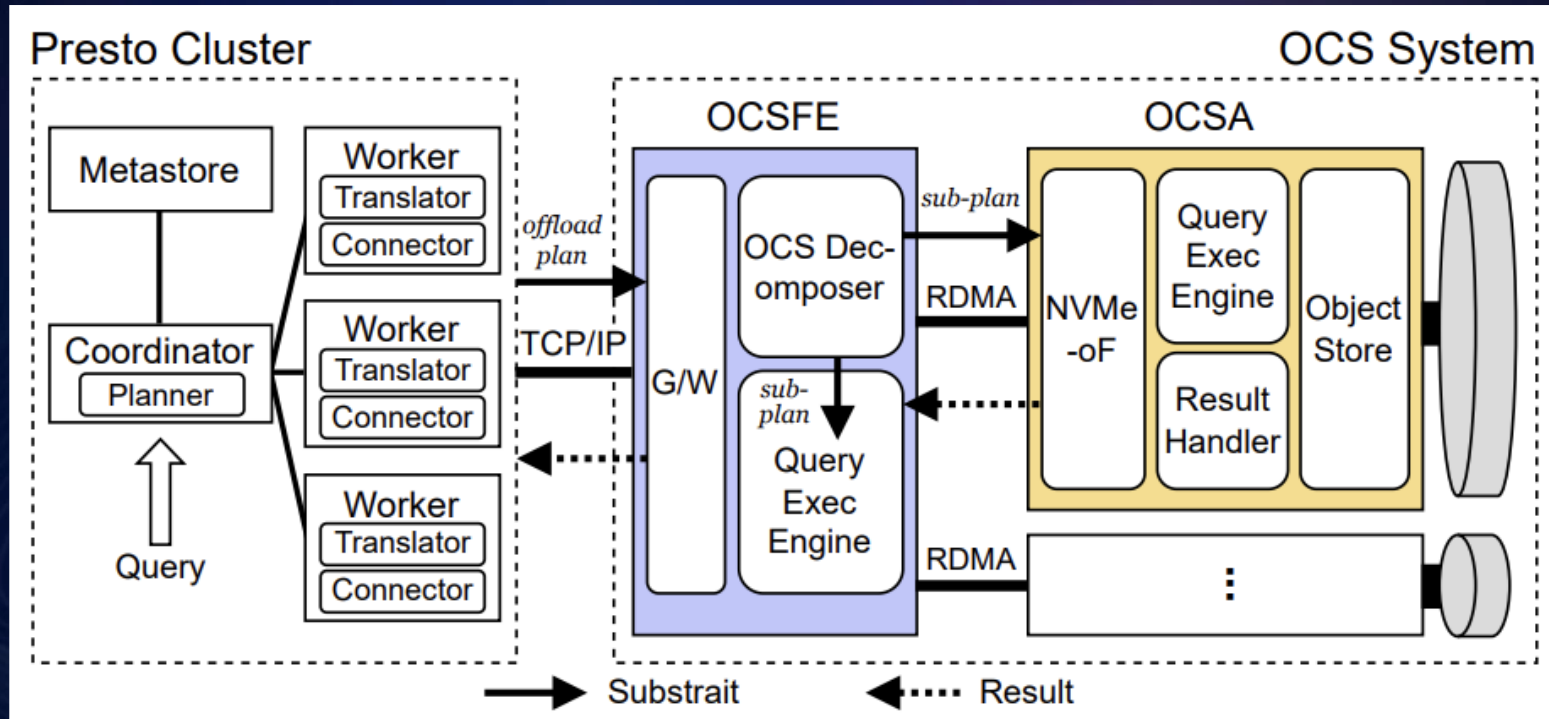 Presto Cluster
OCS System
Metastore
Coordinator
Planner
Query
Worker
Translator
Connector
Worker
Translator
Connector
Worker
Translator
Connector
offload
plan
TCP/IP
OCSFE
G/W
OCS Dec-
omposer
sub-
plan
Query
Exec
Engine
sub-plan
RDMA
RDMA
OCSA
NVMe
-oF
Query
Exec
Engine
Result
Handler
Object
Store
⋮
Substrait
Result